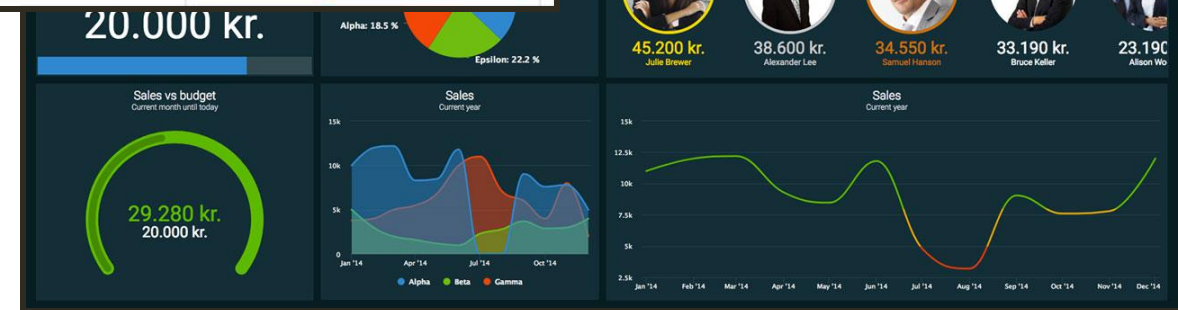 20.000 kr.
Alpha: 18.5 %
Epsilon: 22.2 %
45.200 kr.
Julie Brewer
38.600 kr.
Alexander Lee
34.550 kr.
Samuel Hanson
33.190 kr.
Bruce Keller
23.190
Alison Wo
Sales vs budget
Current month until today
29.280 kr.
20.000 kr.
Sales
Current year
15k
10k
5k
0
Jan '14 Apr '14 Jul '14 Oct '14
Alpha Beta Gamma
Sales
Current year
15k
12.5k
10k
7.5k
5k
2.5k
Jan '14 Feb '14 Mar '14 Apr '14 May '14 Jun '14 Jul '14 Aug '14 Sep '14 Oct '14 Nov '14 Dec '14